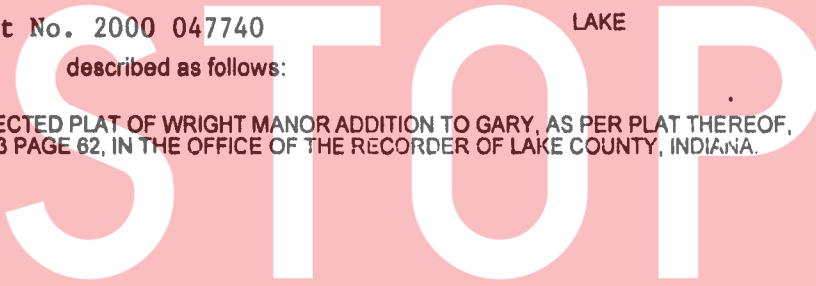 t No. 2000 047740 LAKE
described as follows:
ECTED PLAT OF WRIGHT MANOR ADDITION TO GARY, AS PER PLAT THEREOF,
3 PAGE 62, IN THE OFFICE OF THE RECORDER OF LAKE COUNTY, INDIANA.
STOP